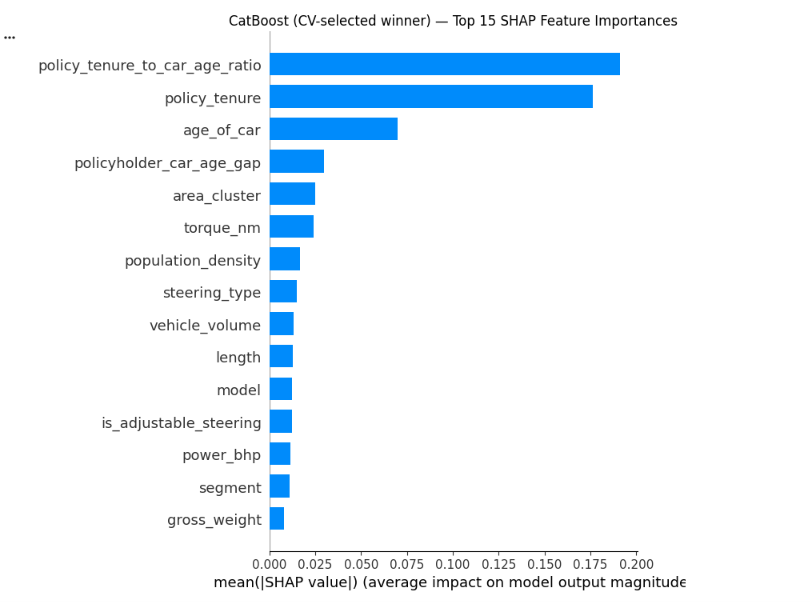 CatBoost (CV-selected winner) — Top 15 SHAP Feature Importances
...
policy_tenure_to_car_age_ratio
policy_tenure
age_of_car
policyholder_car_age_gap
area_cluster
torque_nm
population_density
steering_type
vehicle_volume
length
model
is_adjustable_steering
power_bhp
segment
gross_weight
0.000 0.025 0.050 0.075 0.100 0.125 0.150 0.175 0.200
mean(|SHAP value|) (average impact on model output magnitude